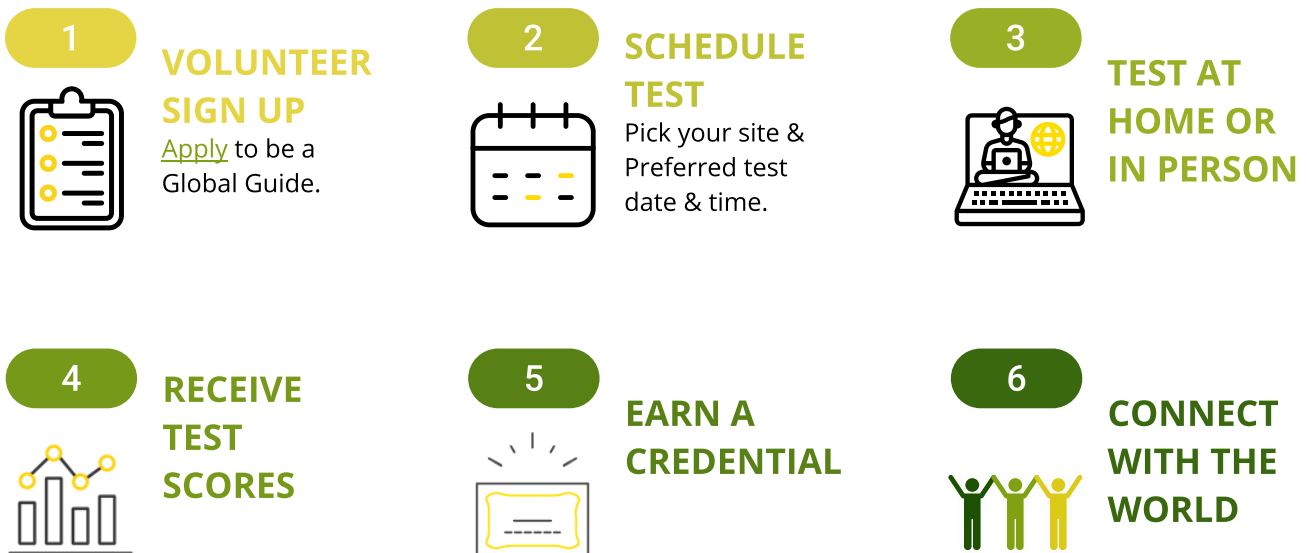 1
VOLUNTEER
SIGN UP
Apply to be a
Global Guide.
2
SCHEDULE
TEST
Pick your site &
Preferred test
date & time.
3
TEST AT
HOME OR
IN PERSON
4
RECEIVE
TEST
SCORES
5
EARN A
CREDENTIAL
6
CONNECT
WITH THE
WORLD